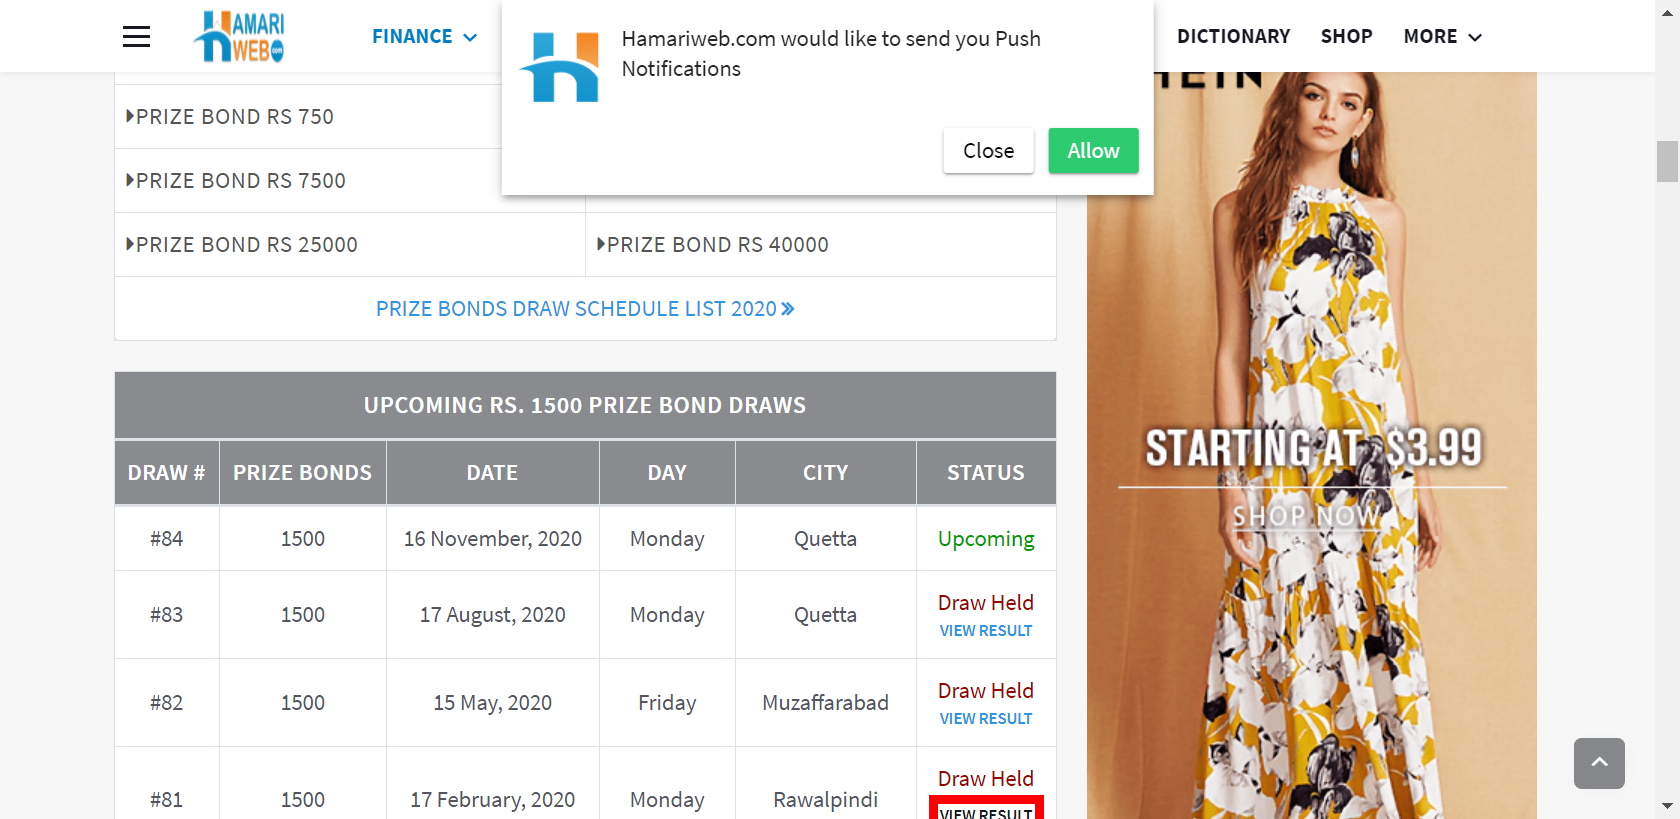 HAMARI
WEB.com
FINANCE
DICTIONARY
SHOP
MORE
Hamariweb.com would like to send you Push
Notifications
Close
Allow
PRIZE BOND RS 750
PRIZE BOND RS 7500
PRIZE BOND RS 25000
PRIZE BOND RS 40000
PRIZE BONDS DRAW SCHEDULE LIST 2020
UPCOMING RS. 1500 PRIZE BOND DRAWS
DRAW # PRIZE BONDS DATE DAY CITY STATUS
#84 1500 16 November, 2020 Monday Quetta Upcoming
#83 1500 17 August, 2020 Monday Quetta Draw Held
VIEW RESULT
#82 1500 15 May, 2020 Friday Muzaffarabad Draw Held
VIEW RESULT
#81 1500 17 February, 2020 Monday Rawalpindi Draw Held
VIEW RESULT
STARTING AT $3.99
SHOP NOW